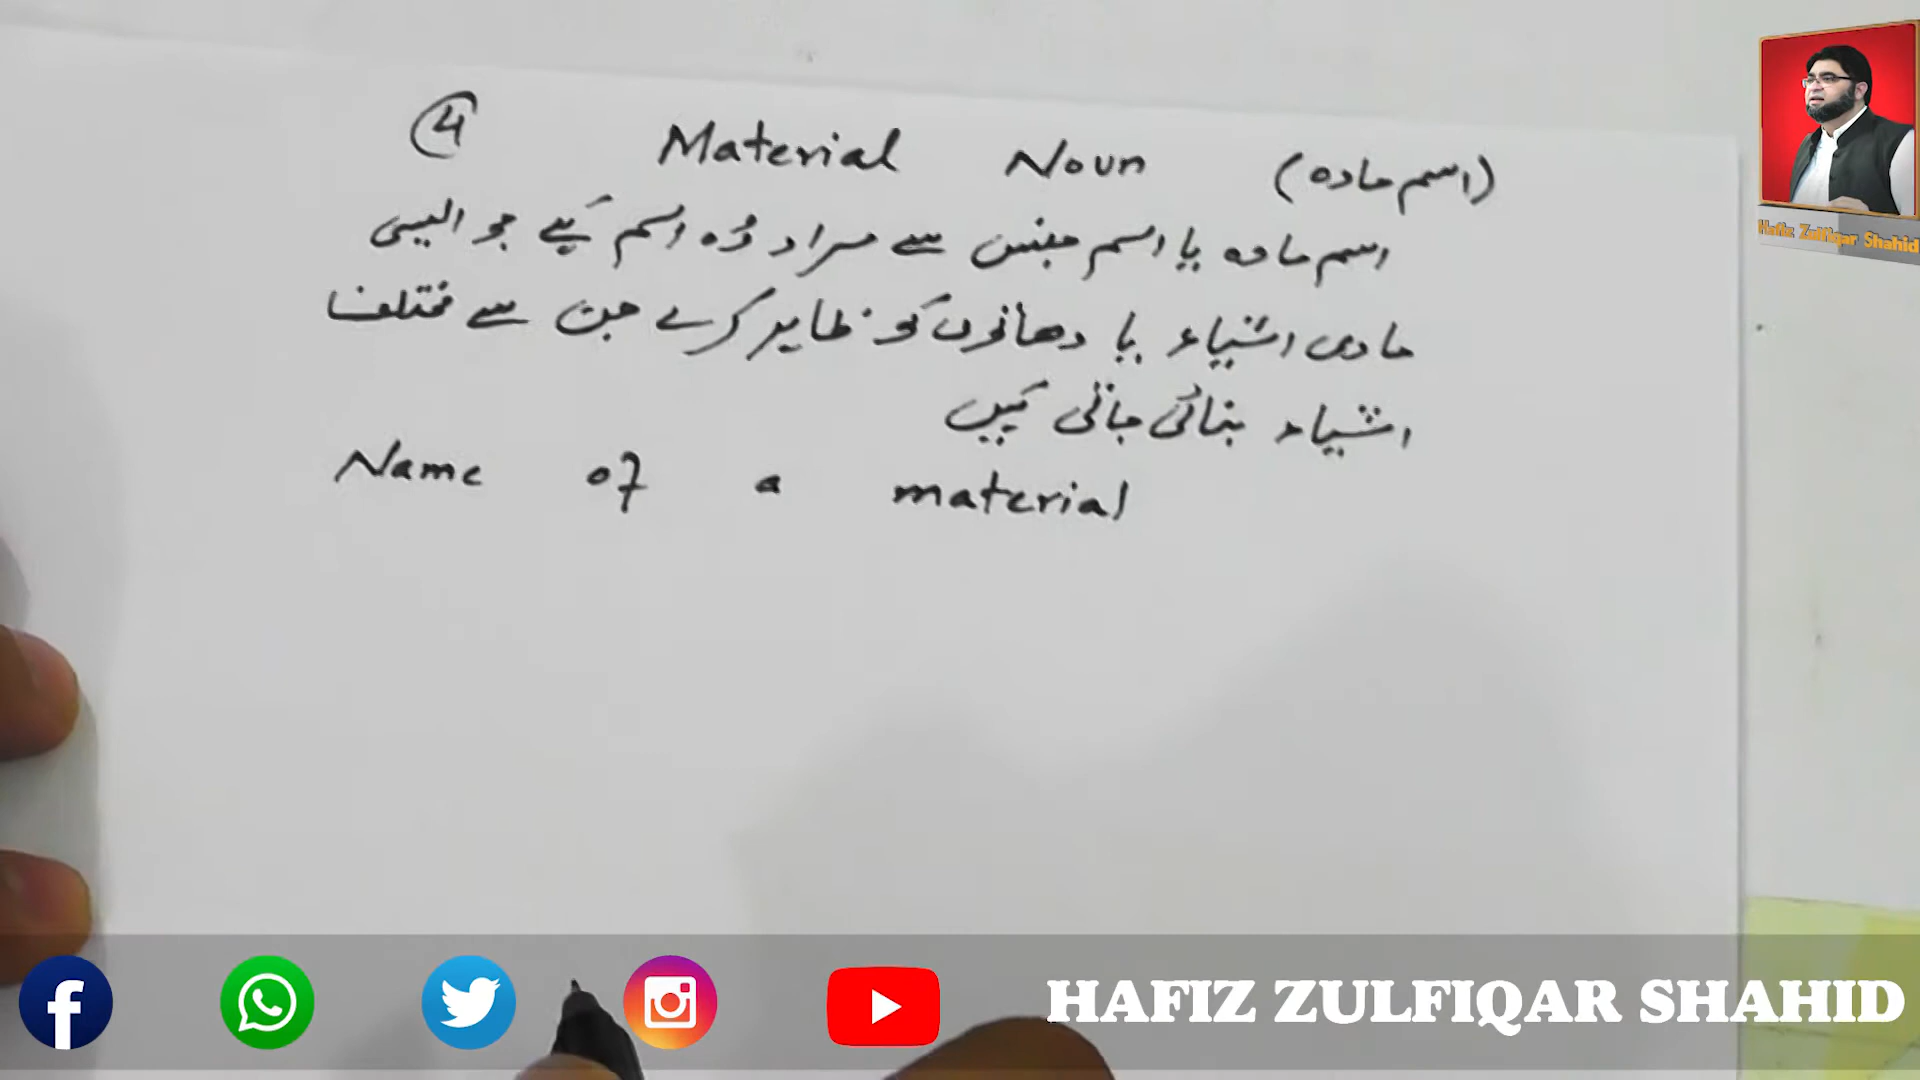 ④ Material Noun (اسم مادہ)
اسم مادہ یا اسم جنس سے مراد وُہ اسم ہے جو ایسی
مادی اشیاء یا دھاتوں کو ظاہر کرے جن سے مختلف
اشیاء بنائی جاتی ہیں
Name of a material
Hafiz Zulfiqar Shahid
HAFIZ ZULFIQAR SHAHID